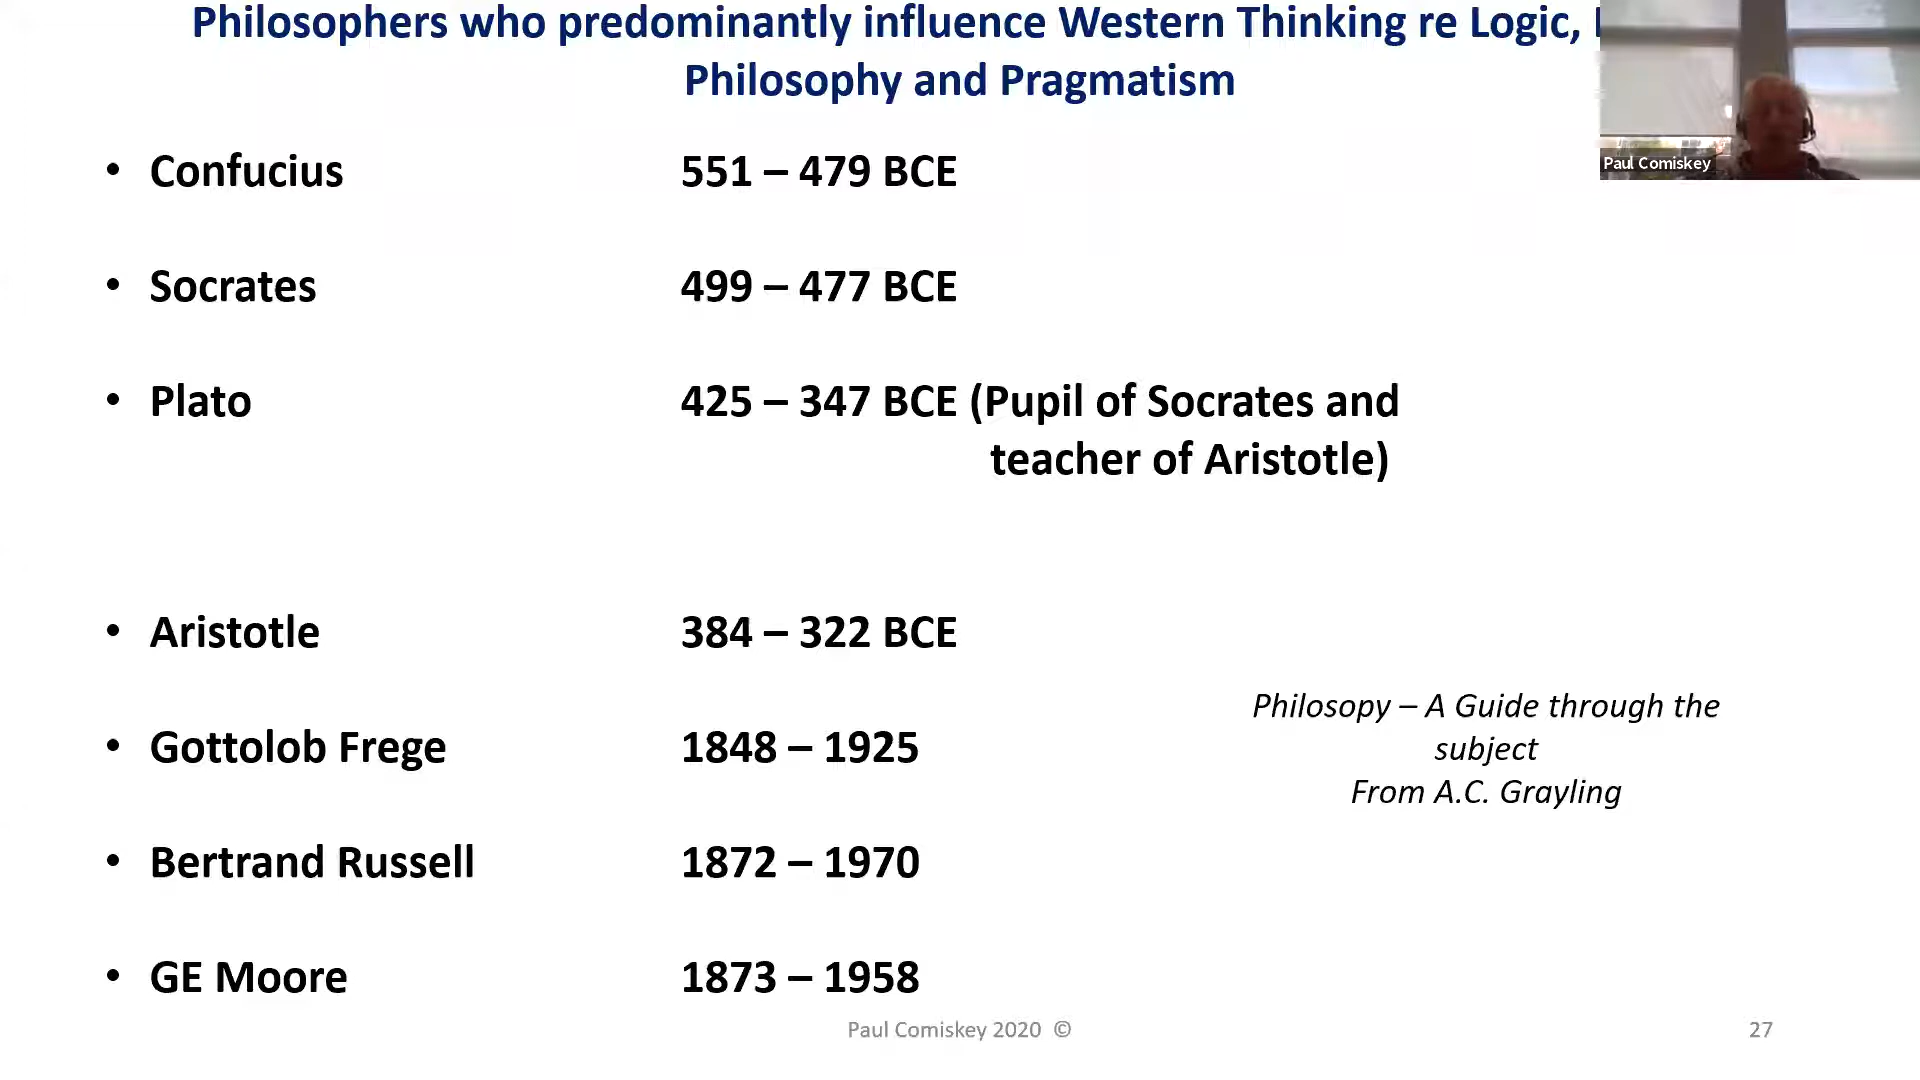 Philosophers who predominantly influence Western Thinking re Logic,
Philosophy and Pragmatism
Paul Comiskey
• Confucius 551 – 479 BCE
• Socrates 499 – 477 BCE
• Plato 425 – 347 BCE (Pupil of Socrates and
teacher of Aristotle)
• Aristotle 384 – 322 BCE
Philosopy – A Guide through the
subject
From A.C. Grayling
• Gottolob Frege 1848 – 1925
• Bertrand Russell 1872 – 1970
• GE Moore 1873 – 1958
Paul Comiskey 2020 ©
27